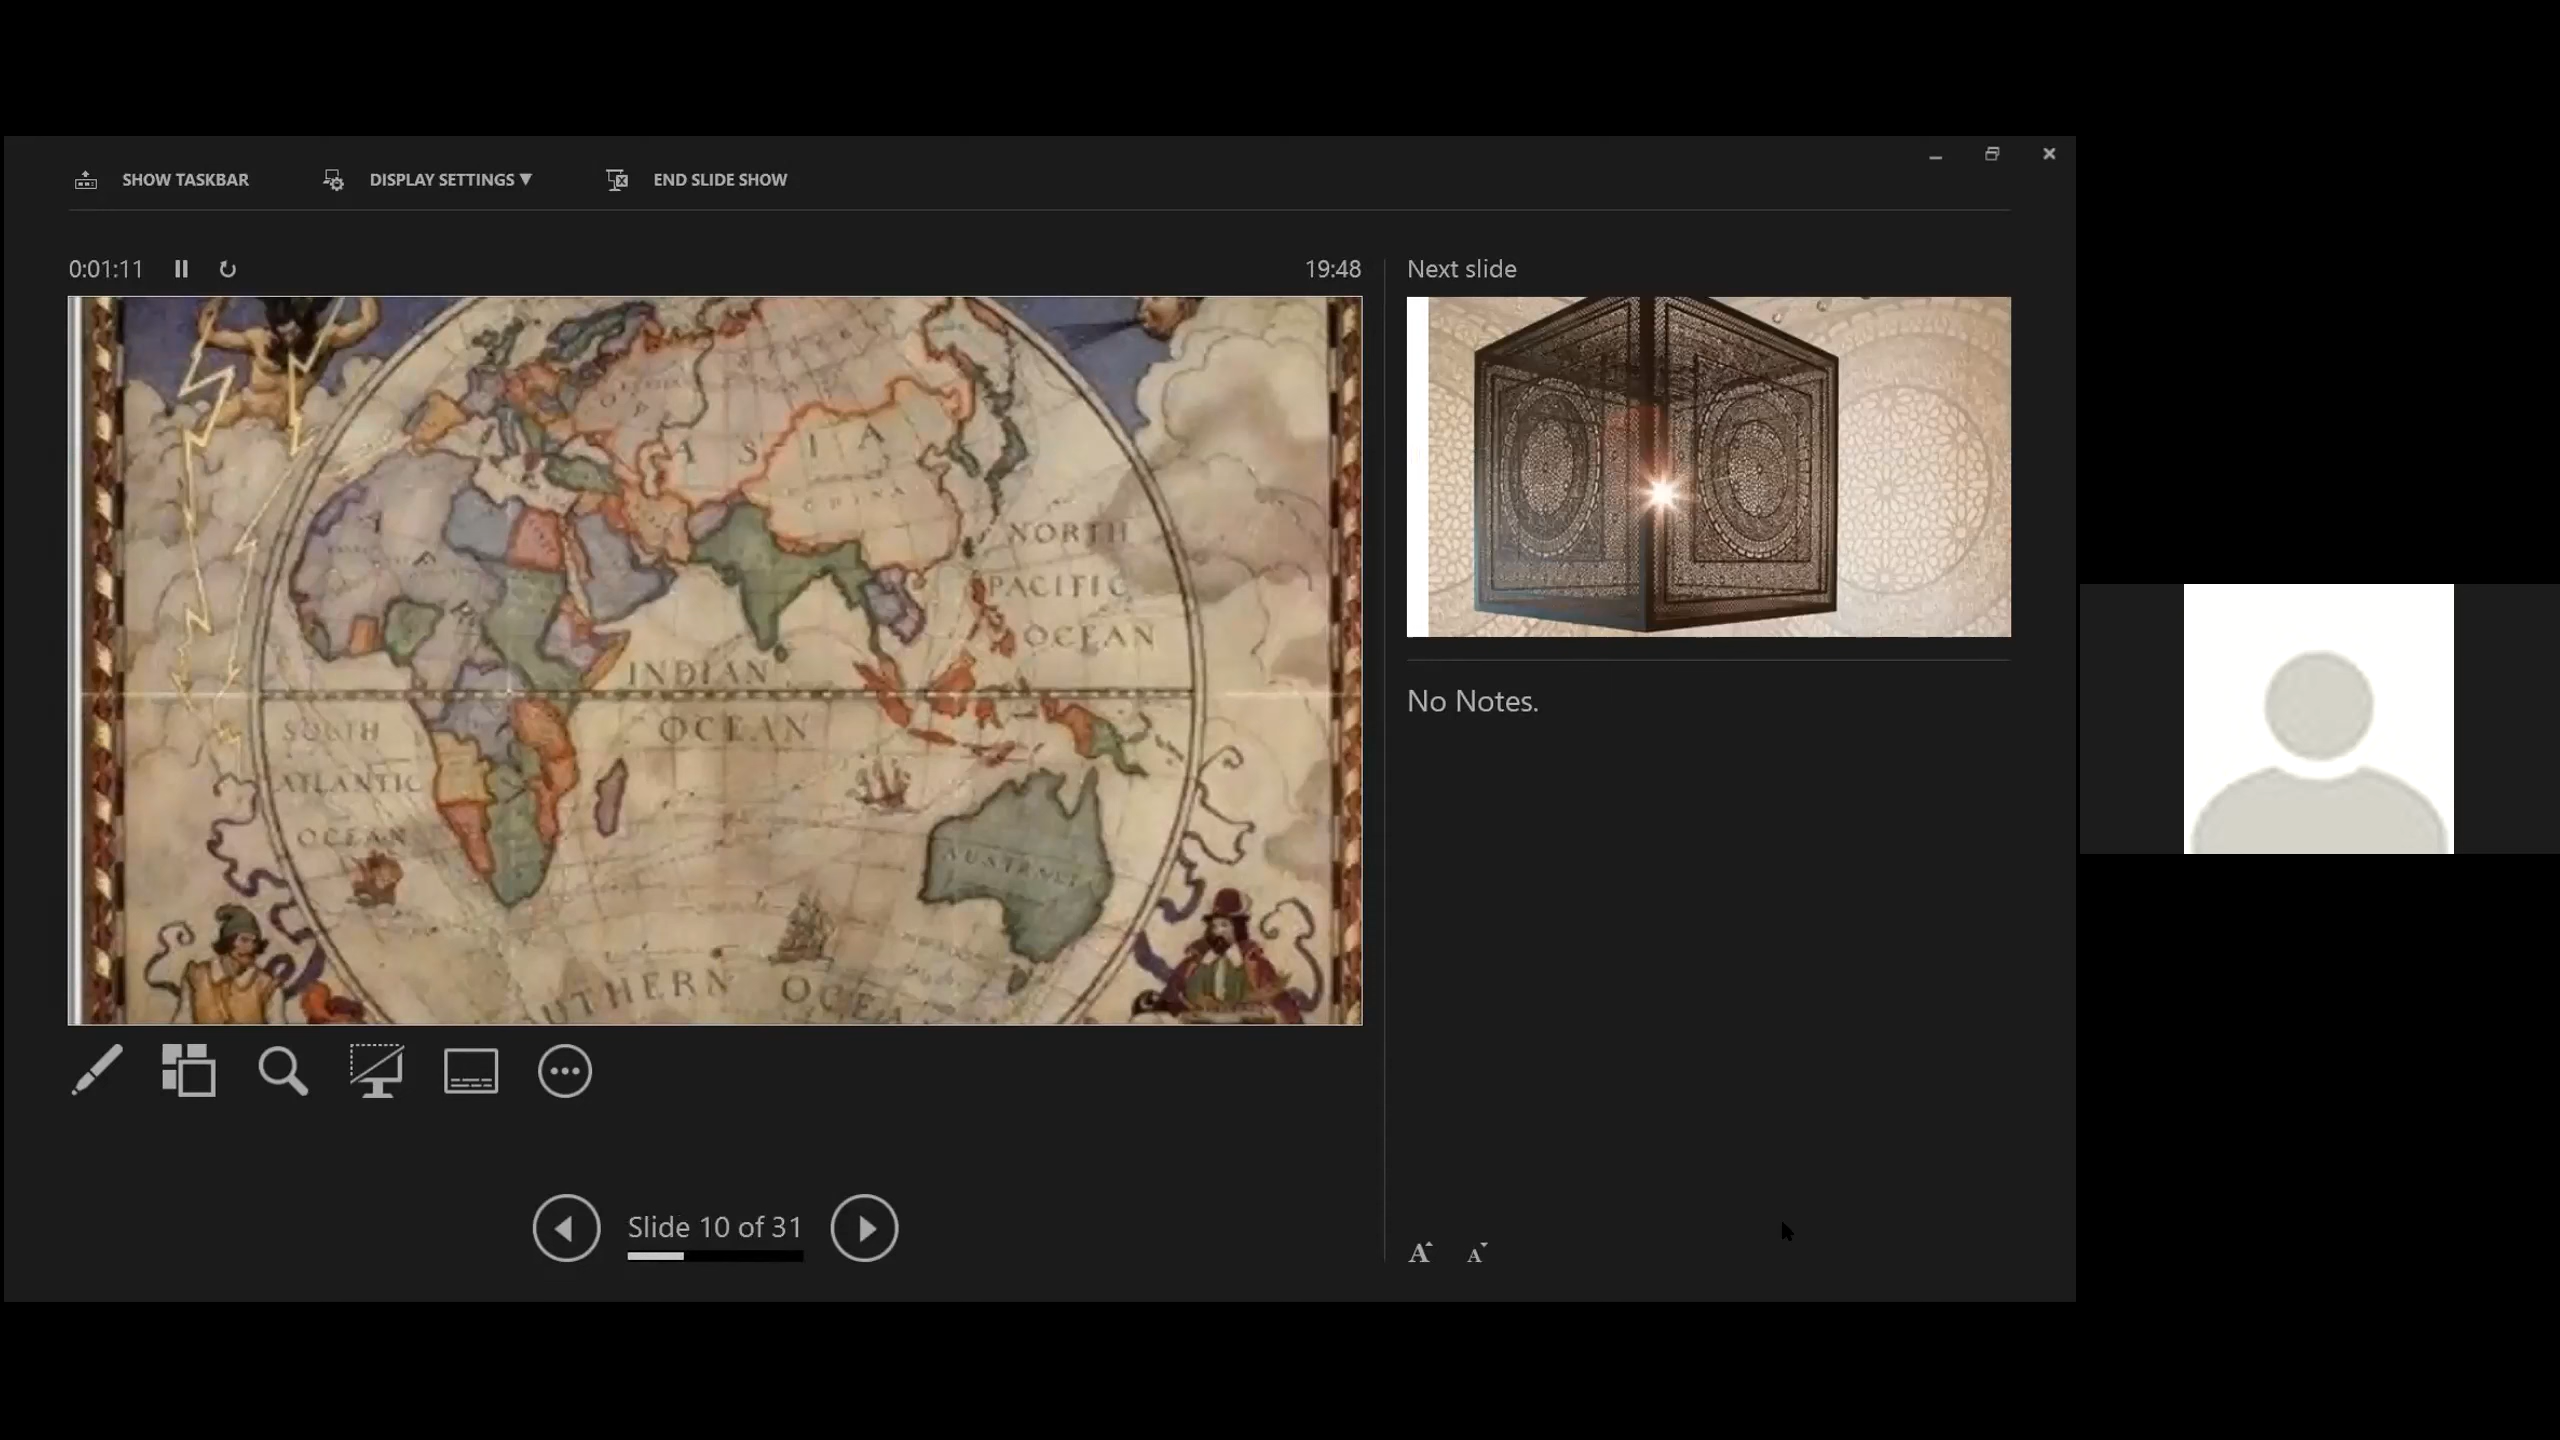 SHOW TASKBAR
DISPLAY SETTINGS ▼
END SLIDE SHOW
0:01:11
19:48
Next slide
ASIA
CHINA
NORTH
PACIFIC
OCEAN
INDIAN
OCEAN
SOUTH
ATLANTIC
OCEAN
AUSTRALIA
UTHERN OCEA
No Notes.
Slide 10 of 31
A A